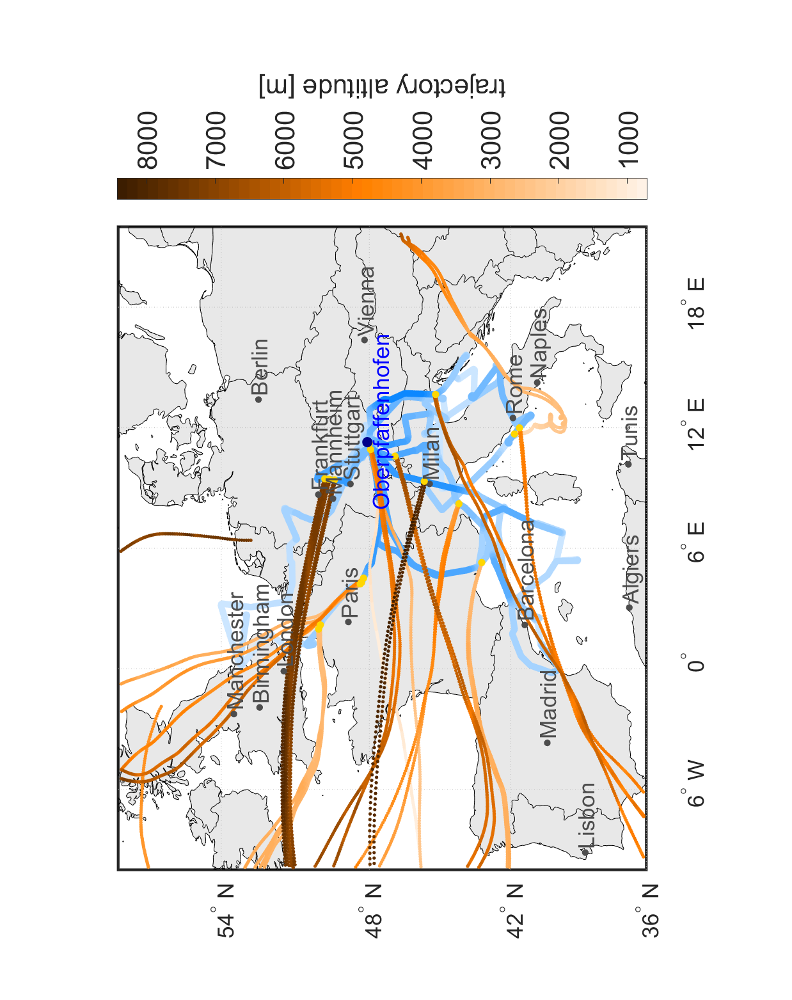 Manchester
Birmingham
London
Berlin
Frankfurt
Mannheim
Stuttgart
Paris
Vienna
Oberpfaffenhofen
Milan
Rome
Naples
Barcelona
Madrid
Lisbon
Algiers
Tunis
54° N
48° N
42° N
36° N
6° W
0°
6° E
12° E
18° E
8000
7000
6000
5000
4000
3000
2000
1000
trajectory altitude [m]